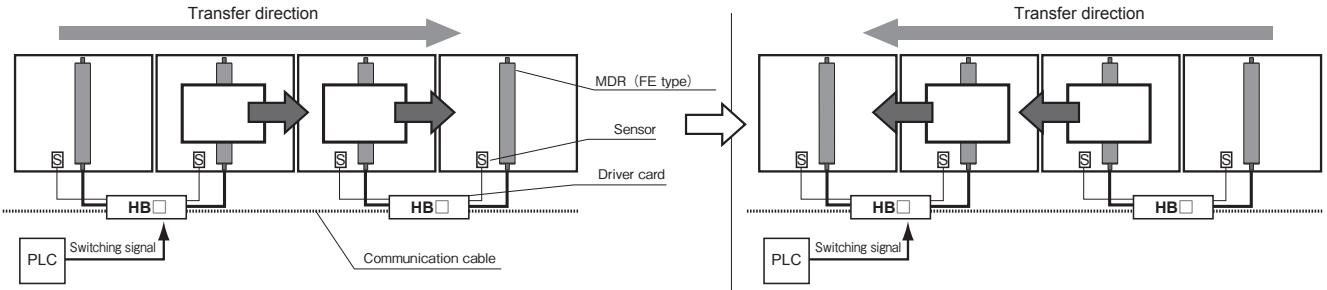 Transfer direction
MDR（FE type）
S
S
S
S
Sensor
Driver card
HB□
HB□
PLC
Switching signal
Communication cable
Transfer direction
S
S
S
S
HB□
HB□
PLC
Switching signal